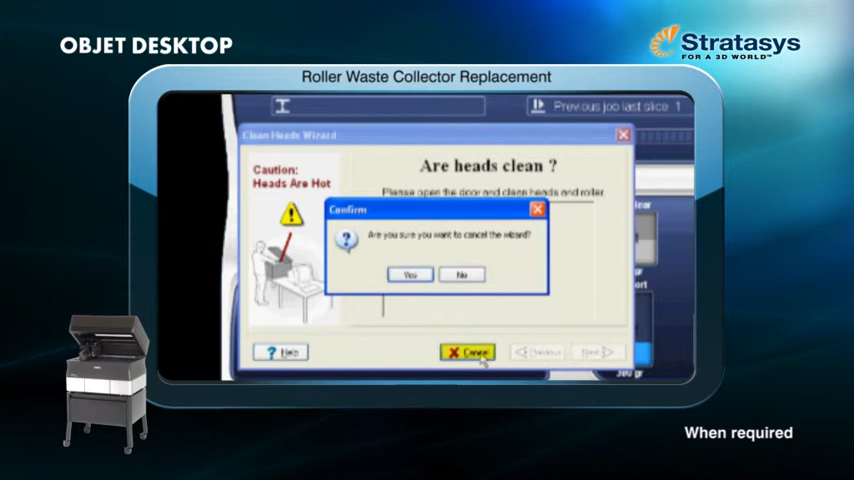 OBJET DESKTOP
Stratasys
FOR A 3D WORLD™
Roller Waste Collector Replacement
Previous job last slice: 1
Clean Heads Wizard
Caution:
Heads Are Hot
Are heads clean ?
Please open the door and clean heads and roller.
Confirm
Are you sure you want to cancel the wizard?
Yes
No
? Help
Cancel
Previous
Next
When required